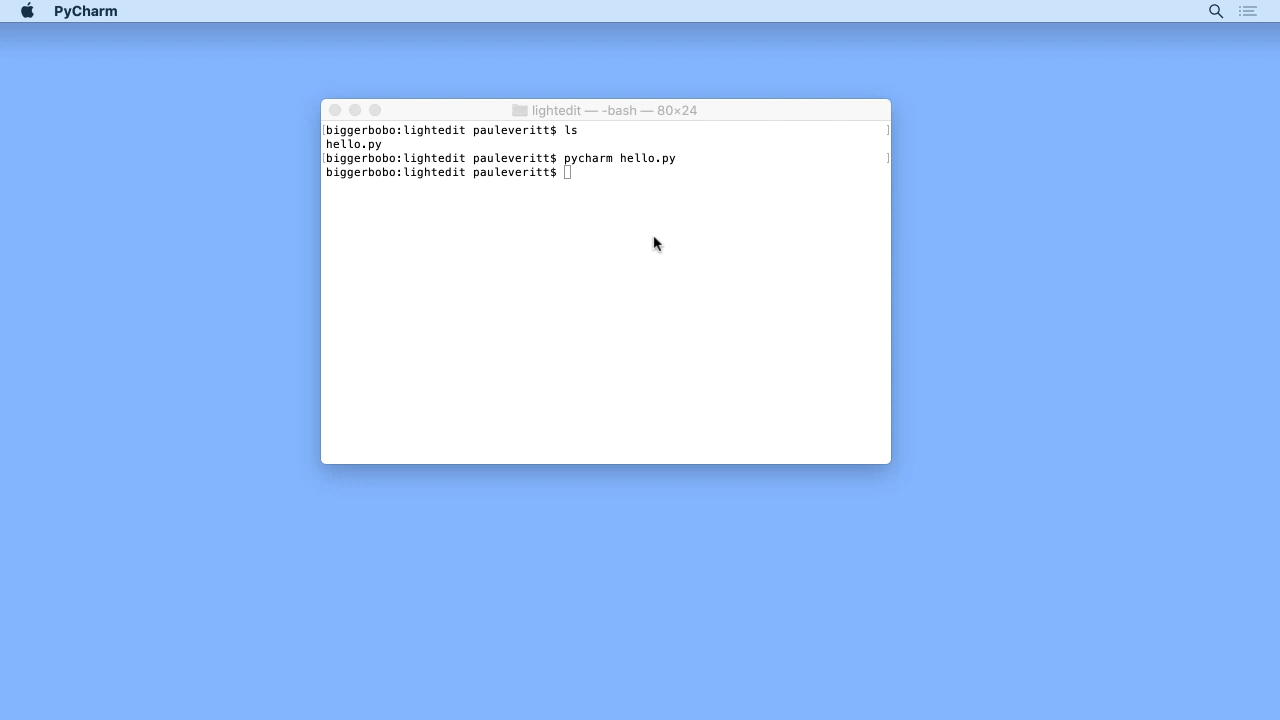 PyCharm
lightedit — -bash — 80×24
[biggerbobo:lightedit pauleveritt$ ls ]
hello.py
[biggerbobo:lightedit pauleveritt$ pycharm hello.py ]
biggerbobo:lightedit pauleveritt$